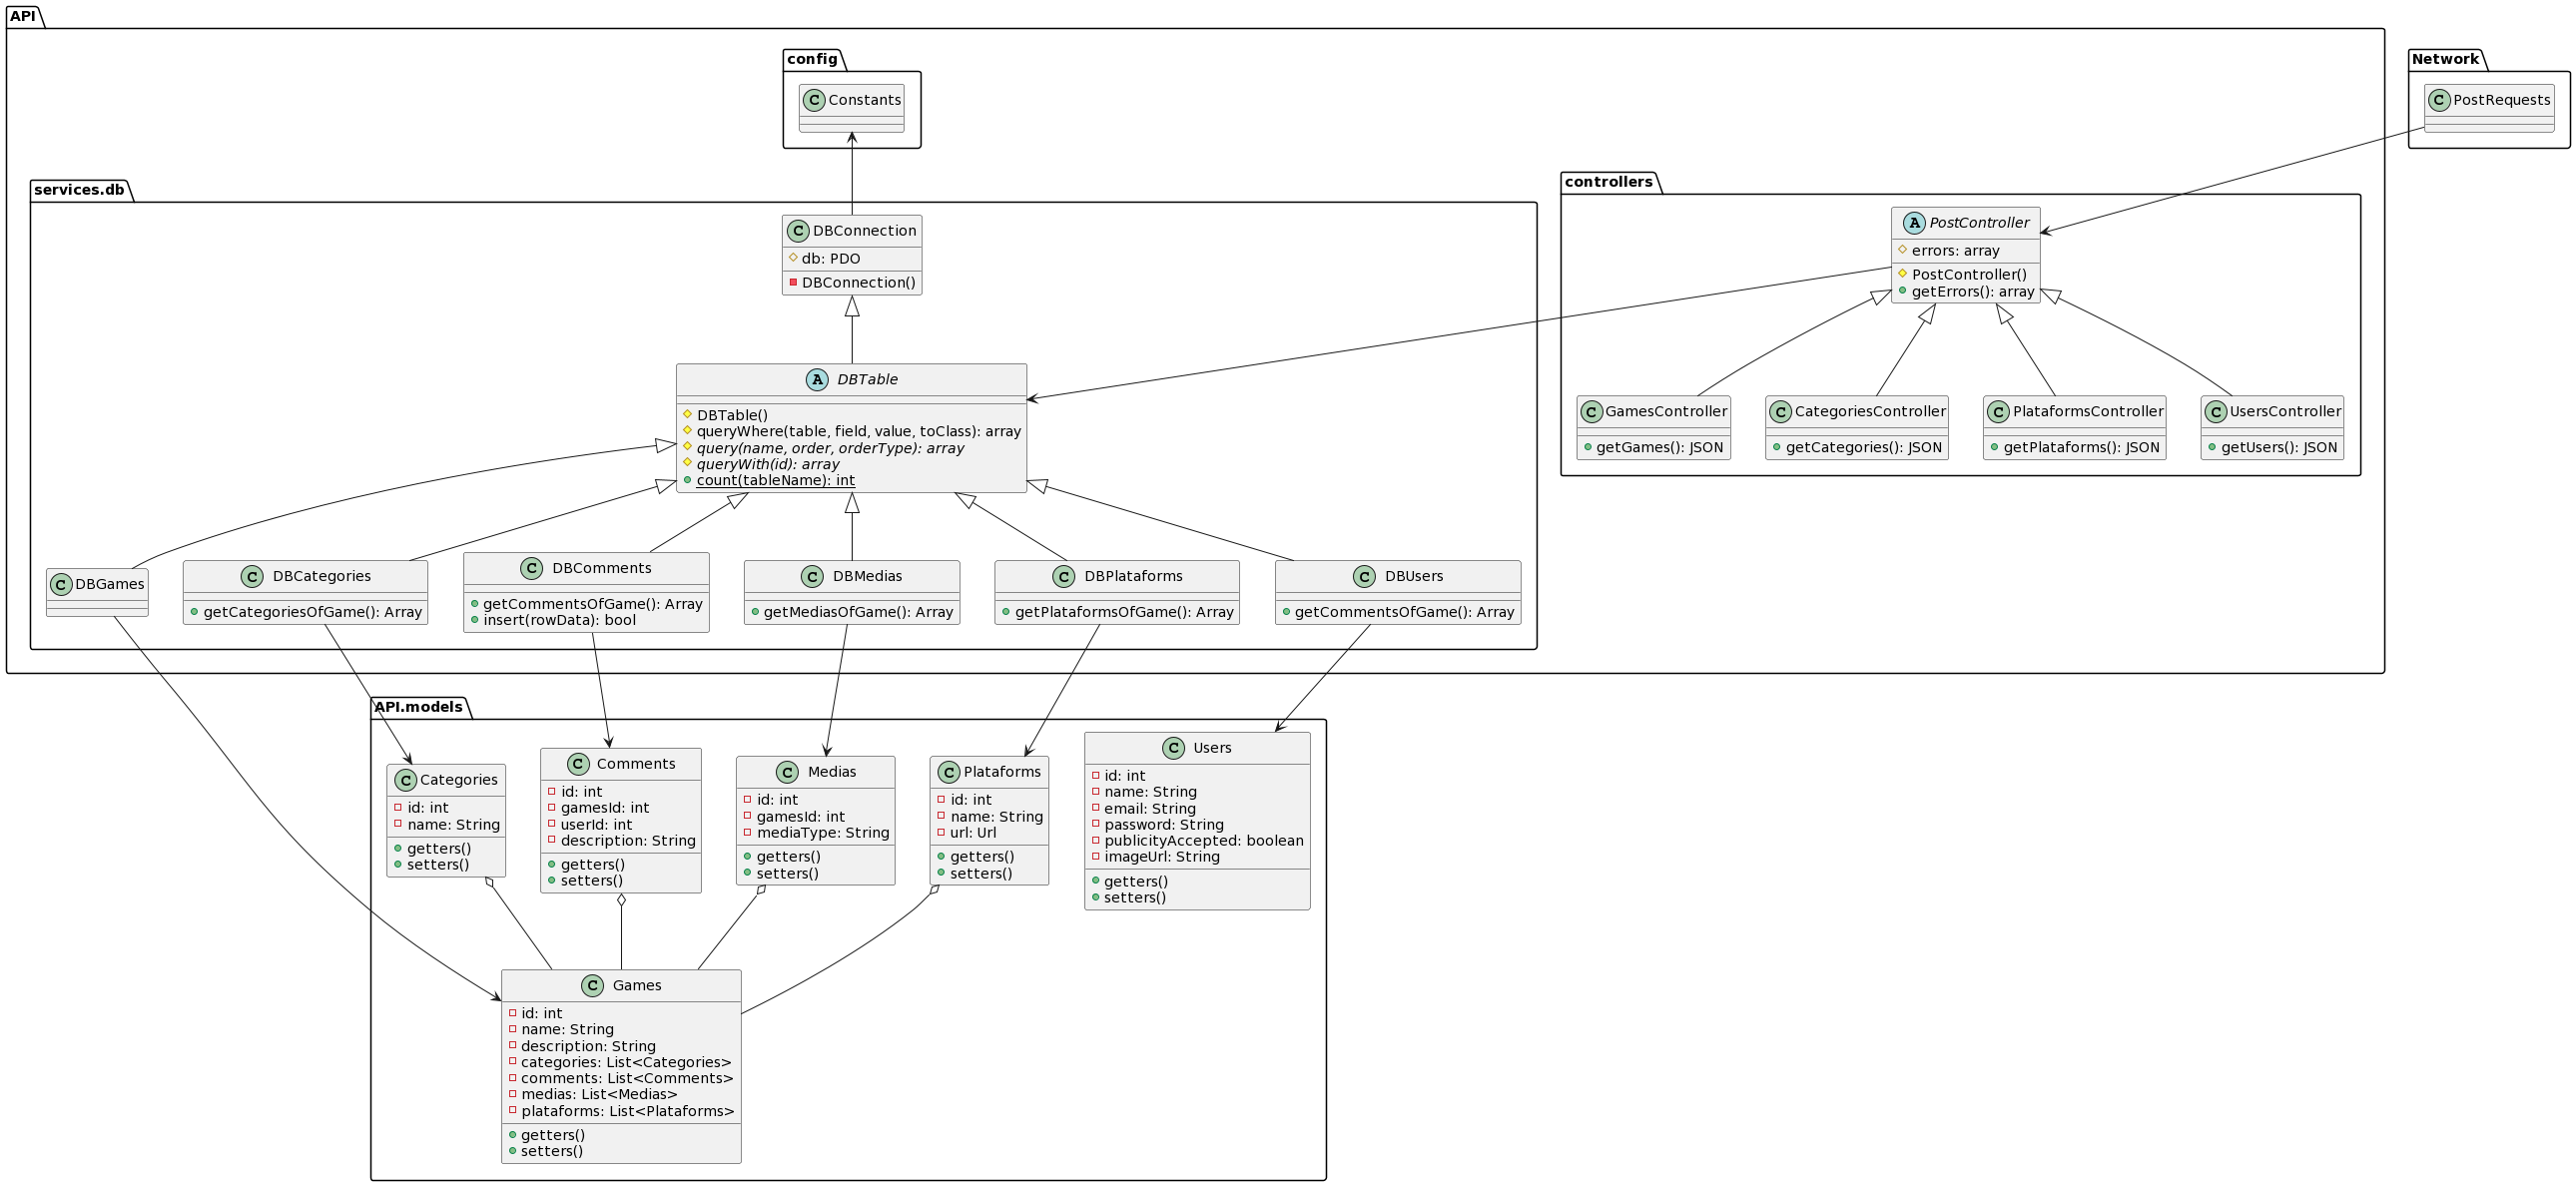 API
config
C Constants
Network
C PostRequests
services.db
C DBConnection
db: PDO
DBConnection()
controllers
A PostController
errors: array
PostController()
getErrors(): array
A DBTable
DBTable()
queryWhere(table, field, value, toClass): array
query(name, order, orderType): array
queryWith(id): array
count(tableName): int
C GamesController
getGames(): JSON
C CategoriesController
getCategories(): JSON
C PlataformsController
getPlataforms(): JSON
C UsersController
getUsers(): JSON
C DBGames
C DBCategories
getCategoriesOfGame(): Array
C DBComments
getCommentsOfGame(): Array
insert(rowData): bool
C DBMedias
getMediasOfGame(): Array
C DBPlataforms
getPlataformsOfGame(): Array
C DBUsers
getCommentsOfGame(): Array
API.models
C Categories
id: int
name: String
getters()
setters()
C Comments
id: int
gamesId: int
userId: int
description: String
getters()
setters()
C Medias
id: int
gamesId: int
mediaType: String
getters()
setters()
C Plataforms
id: int
name: String
url: Url
getters()
setters()
C Users
id: int
name: String
email: String
password: String
publicityAccepted: boolean
imageUrl: String
getters()
setters()
C Games
id: int
name: String
description: String
categories: List<Categories>
comments: List<Comments>
medias: List<Medias>
plataforms: List<Plataforms>
getters()
setters()